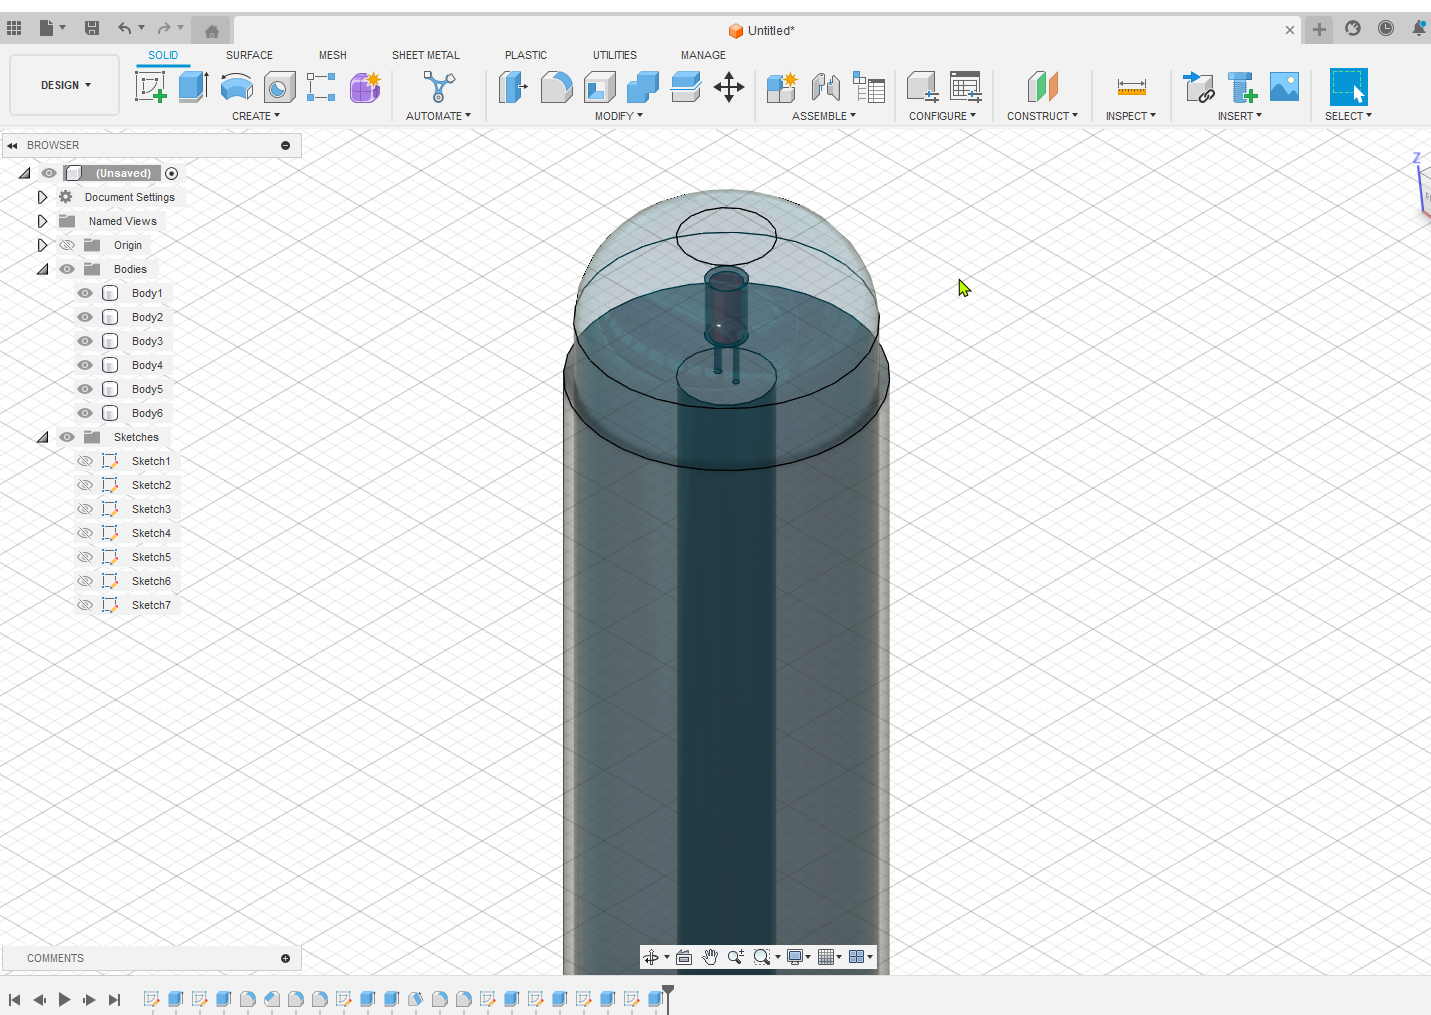 Untitled*
SOLID SURFACE MESH SHEET METAL PLASTIC UTILITIES MANAGE
DESIGN
CREATE AUTOMATE MODIFY ASSEMBLE CONFIGURE CONSTRUCT INSPECT INSERT SELECT
BROWSER
(Unsaved)
Document Settings
Named Views
Origin
Bodies
Body1
Body2
Body3
Body4
Body5
Body6
Sketches
Sketch1
Sketch2
Sketch3
Sketch4
Sketch5
Sketch6
Sketch7
Z
COMMENTS